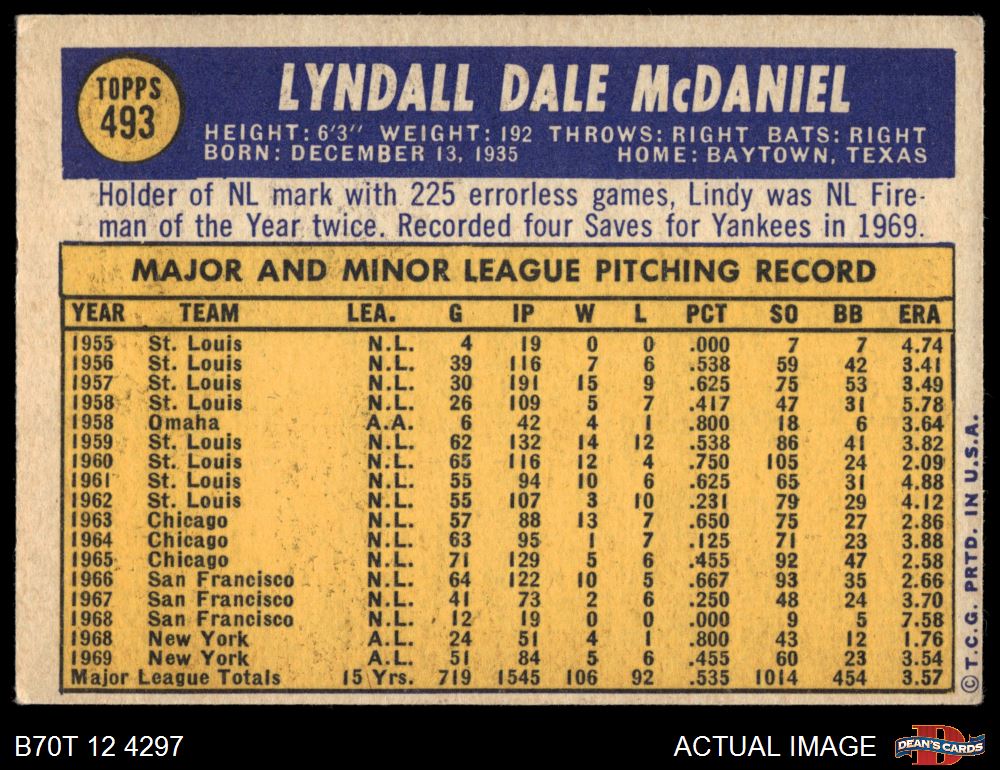 TOPPS
493
LYNDALL DALE McDANIEL
HEIGHT: 6'3" WEIGHT: 192 THROWS: RIGHT BATS: RIGHT
BORN: DECEMBER 13, 1935 HOME: BAYTOWN, TEXAS
Holder of NL mark with 225 errorless games, Lindy was NL Fire-
man of the Year twice. Recorded four Saves for Yankees in 1969.
MAJOR AND MINOR LEAGUE PITCHING RECORD
YEAR TEAM LEA. G IP W L PCT SO BB ERA
1955 St. Louis N.L. 4 19 0 0 .000 7 7 4.74
1956 St. Louis N.L. 39 116 7 6 .538 59 42 3.41
1957 St. Louis N.L. 30 191 15 9 .625 75 53 3.49
1958 St. Louis N.L. 26 109 5 7 .417 47 31 5.78
1958 Omaha A.A. 6 42 4 1 .800 18 6 3.64
1959 St. Louis N.L. 62 132 14 12 .538 86 41 3.82
1960 St. Louis N.L. 65 116 12 4 .750 105 24 2.09
1961 St. Louis N.L. 55 94 10 6 .625 65 31 4.88
1962 St. Louis N.L. 55 107 3 10 .231 79 29 4.12
1963 Chicago N.L. 57 88 13 7 .650 75 27 2.86
1964 Chicago N.L. 63 95 1 7 .125 71 23 3.88
1965 Chicago N.L. 71 129 5 6 .455 92 47 2.58
1966 San Francisco N.L. 64 122 10 5 .667 93 35 2.66
1967 San Francisco N.L. 41 73 2 6 .250 48 24 3.70
1968 San Francisco N.L. 12 19 0 0 .000 9 5 7.58
1968 New York A.L. 24 51 4 1 .800 43 12 1.76
1969 New York A.L. 51 84 5 6 .455 60 23 3.54
Major League Totals 15 Yrs. 719 1545 106 92 .535 1014 454 3.57
© T.C.G. PRTD. IN U.S.A.
B70T 12 4297
ACTUAL IMAGE
DEAN'S CARDS